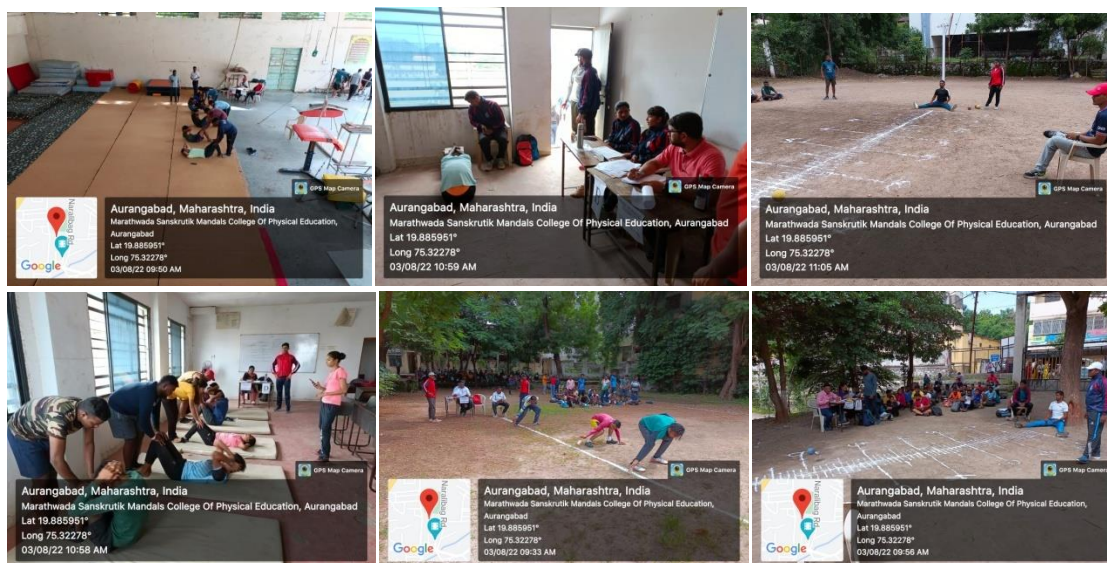 GPS Map Camera
Naralibag Rd
Google
Aurangabad, Maharashtra, India
Marathwada Sanskrutik Mandals College Of Physical Education,
Aurangabad
Lat 19.885951°
Long 75.32278°
03/08/22 09:50 AM
GPS Map Camera
Aurangabad, Maharashtra, India
Marathwada Sanskrutik Mandals College Of Physical Education, Aurangabad
Lat 19.885951°
Long 75.32278°
03/08/22 10:59 AM
GPS Map Camera
Aurangabad, Maharashtra, India
Marathwada Sanskrutik Mandals College Of Physical Education, Aurangabad
Lat 19.885951°
Long 75.32278°
03/08/22 11:05 AM
GPS Map Camera
Aurangabad, Maharashtra, India
Marathwada Sanskrutik Mandals College Of Physical Education, Aurangabad
Lat 19.885951°
Long 75.32278°
03/08/22 10:58 AM
GPS Map Camera
Naralibag Rd
Google
Aurangabad, Maharashtra, India
Marathwada Sanskrutik Mandals College Of Physical Education,
Aurangabad
Lat 19.885951°
Long 75.32278°
03/08/22 09:33 AM
GPS Map Camera
Naralibag Rd
Google
Aurangabad, Maharashtra, India
Marathwada Sanskrutik Mandals College Of Physical Education,
Aurangabad
Lat 19.885951°
Long 75.32278°
03/08/22 09:56 AM